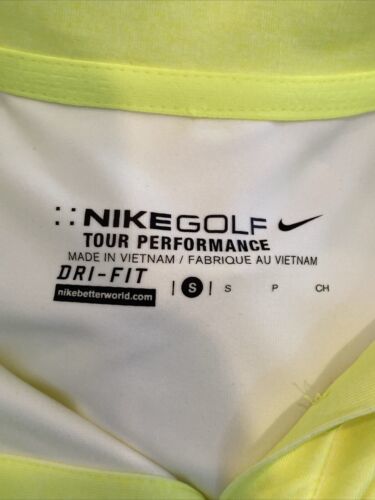 NIKEGOLF
TOUR PERFORMANCE
MADE IN VIETNAM / FABRIQUE AU VIETNAM
DRI-FIT
nikebetterworld.com
| S | S P CH